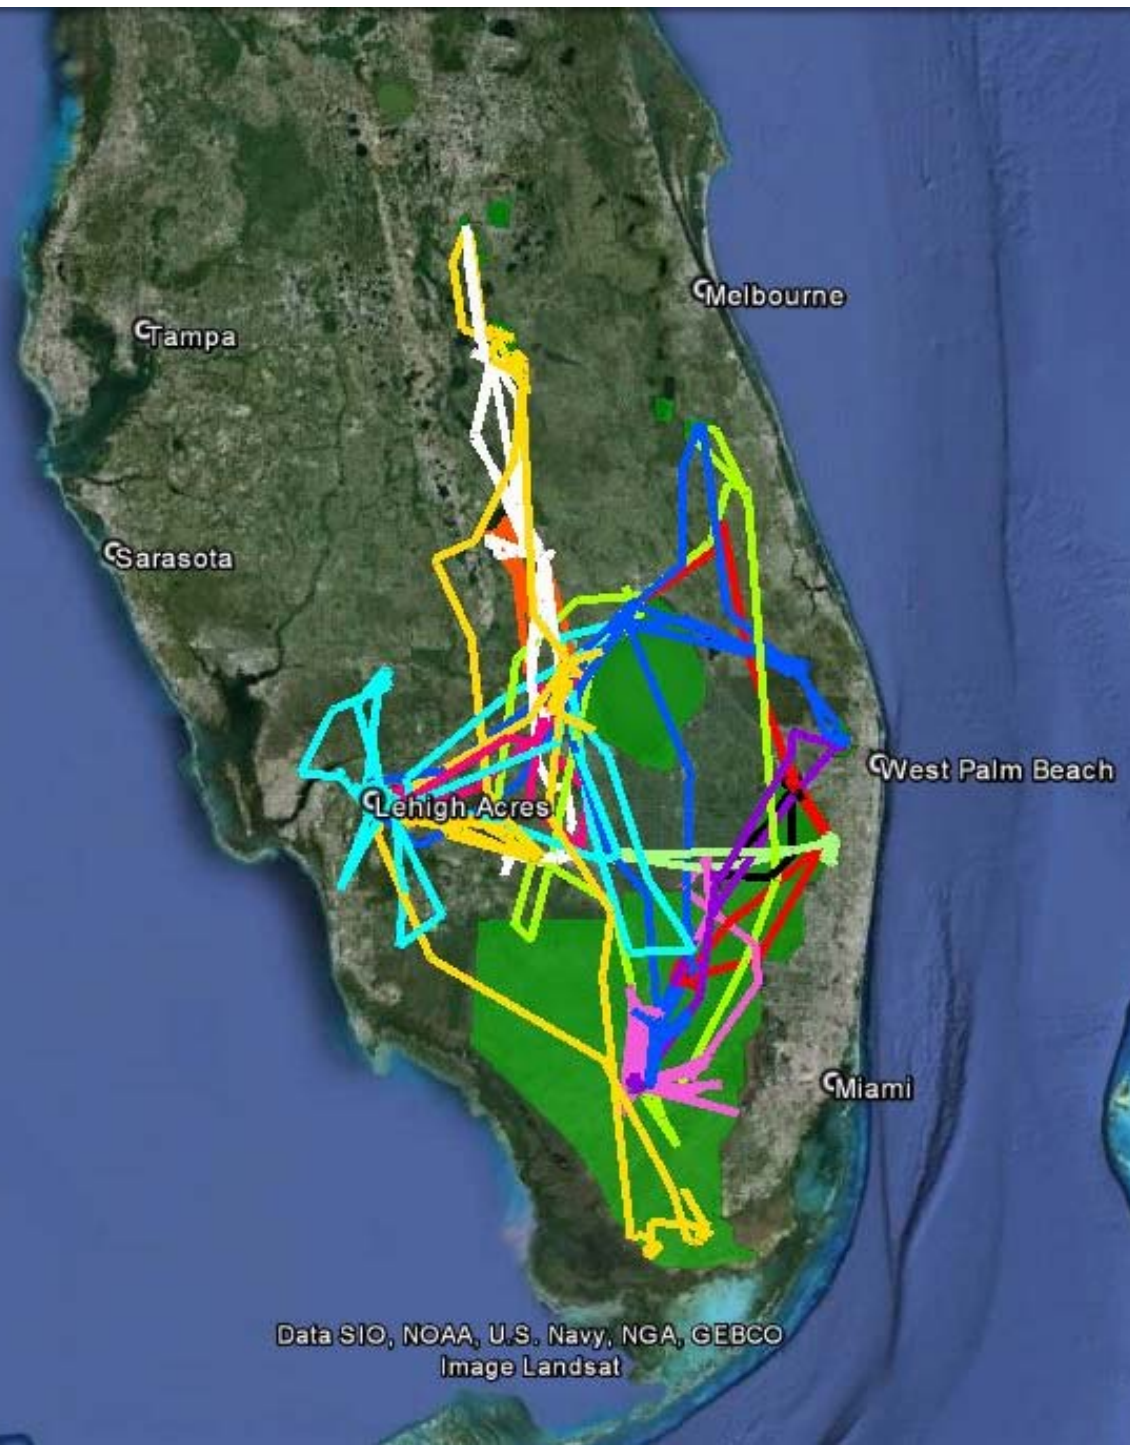 Melbourne
Tampa
Sarasota
West Palm Beach
Lehigh Acres
Miami
Data SIO, NOAA, U.S. Navy, NGA, GEBCO
Image Landsat